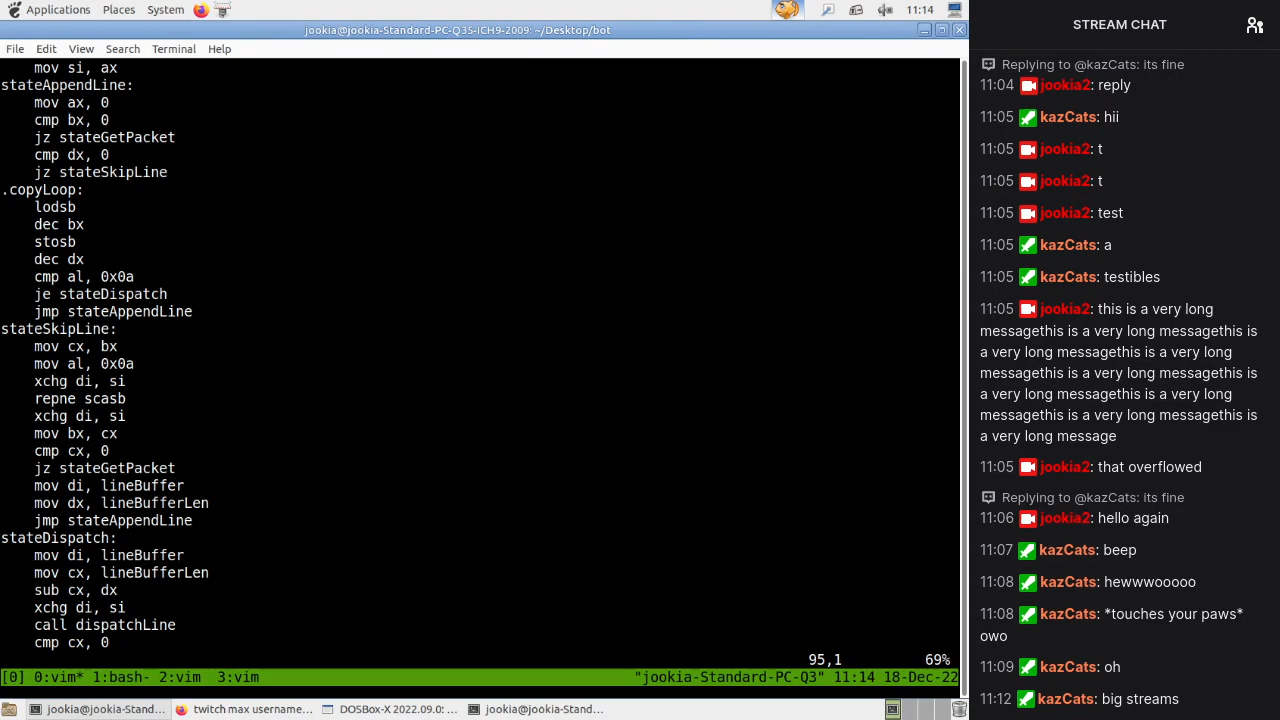 Applications Places System 11:14
jookia@jookia-Standard-PC-Q35-ICH9-2009: ~/Desktop/bot
File Edit View Search Terminal Help
    mov si, ax
stateAppendLine:
    mov ax, 0
    cmp bx, 0
    jz stateGetPacket
    cmp dx, 0
    jz stateSkipLine
.copyLoop:
    lodsb
    dec bx
    stosb
    dec dx
    cmp al, 0x0a
    je stateDispatch
    jmp stateAppendLine
stateSkipLine:
    mov cx, bx
    mov al, 0x0a
    xchg di, si
    repne scasb
    xchg di, si
    mov bx, cx
    cmp cx, 0
    jz stateGetPacket
    mov di, lineBuffer
    mov dx, lineBufferLen
    jmp stateAppendLine
stateDispatch:
    mov di, lineBuffer
    mov cx, lineBufferLen
    sub cx, dx
    xchg di, si
    call dispatchLine
    cmp cx, 0
95,1 69%
[0] 0:vim* 1:bash- 2:vim  3:vim "jookia-Standard-PC-Q3" 11:14 18-Dec-22
jookia@jookia-Stand... twitch max username... DOSBox-X 2022.09.0: ... jookia@jookia-Stand...
STREAM CHAT
Replying to @kazCats: its fine
11:04 jookia2: reply
11:05 kazCats: hii
11:05 jookia2: t
11:05 jookia2: t
11:05 jookia2: test
11:05 kazCats: a
11:05 kazCats: testibles
11:05 jookia2: this is a very long
messagethis is a very long messagethis is
a very long messagethis is a very long
messagethis is a very long messagethis is
a very long messagethis is a very long
messagethis is a very long messagethis is
a very long message
11:05 jookia2: that overflowed
Replying to @kazCats: its fine
11:06 jookia2: hello again
11:07 kazCats: beep
11:08 kazCats: hewwwooooo
11:08 kazCats: *touches your paws*
owo
11:09 kazCats: oh
11:12 kazCats: big streams